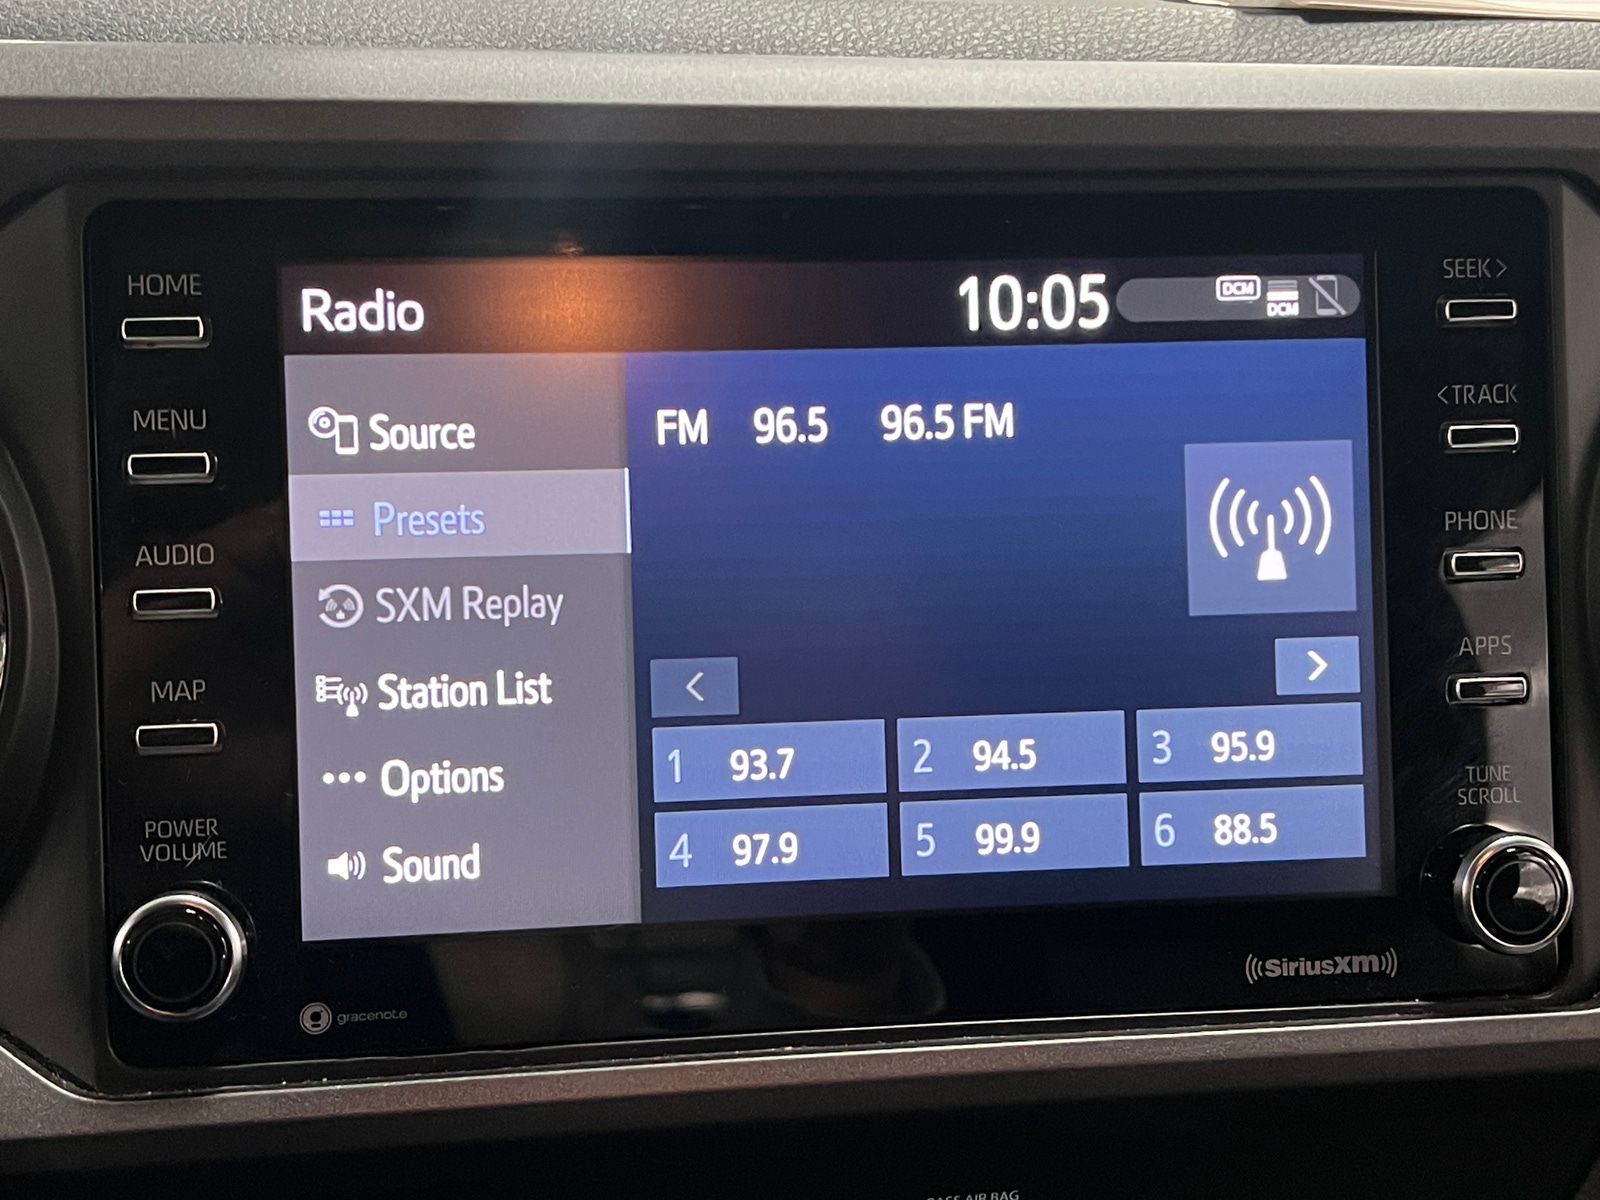 HOME
MENU
AUDIO
MAP
POWER
VOLUME
Radio
10:05
DCM
DCM
Source
Presets
SXM Replay
Station List
Options
Sound
FM 96.5 96.5 FM
<
>
1 93.7
2 94.5
3 95.9
4 97.9
5 99.9
6 88.5
SEEK >
< TRACK
PHONE
APPS
TUNE
SCROLL
gracenote
SiriusXM
AIR BAG